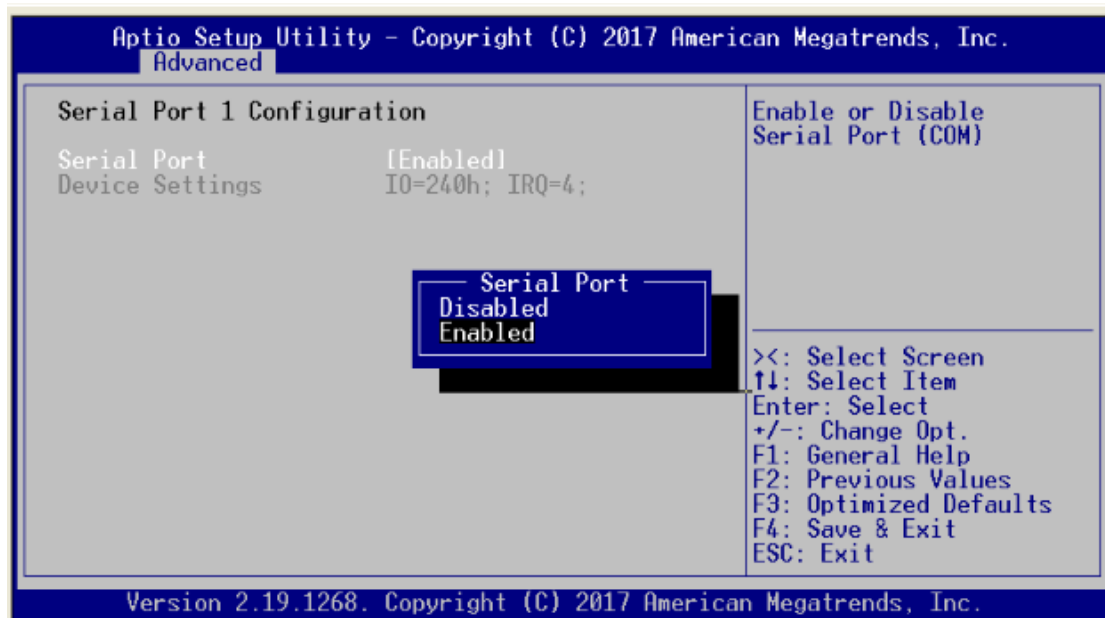 Aptio Setup Utility – Copyright (C) 2017 American Megatrends, Inc.
Advanced
Serial Port 1 Configuration
Serial Port [Enabled]
Device Settings IO=240h; IRQ=4;
Serial Port
Disabled
Enabled
Enable or Disable
Serial Port (COM)
><: Select Screen
↑↓: Select Item
Enter: Select
+/-: Change Opt.
F1: General Help
F2: Previous Values
F3: Optimized Defaults
F4: Save & Exit
ESC: Exit
Version 2.19.1268. Copyright (C) 2017 American Megatrends, Inc.